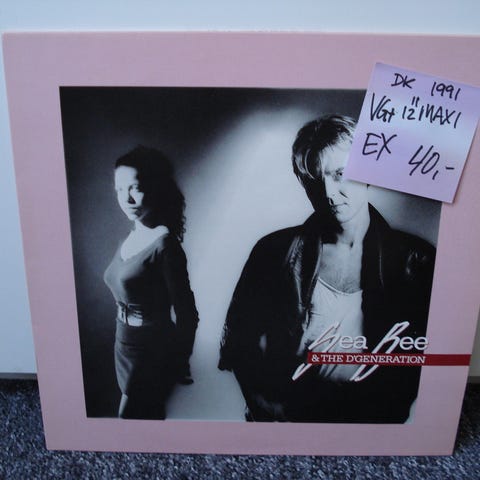 DK 1991
VG+ 12" MAXI
EX 40,-
Sea Bee
& THE D'GENERATION